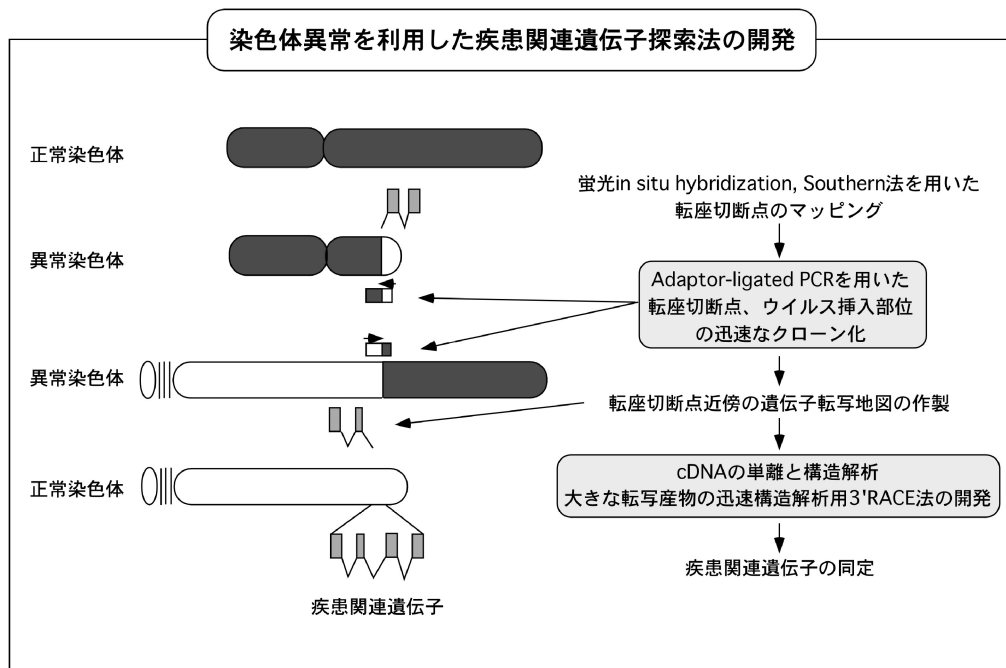 染色体異常を利用した疾患関連遺伝子探索法の開発
正常染色体
異常染色体
異常染色体
正常染色体
疾患関連遺伝子
蛍光in situ hybridization, Southern法を用いた
転座切断点のマッピング
Adaptor-ligated PCRを用いた
転座切断点、ウイルス挿入部位
の迅速なクローン化
転座切断点近傍の遺伝子転写地図の作製
cDNAの単離と構造解析
大きな転写産物の迅速構造解析用3'RACE法の開発
疾患関連遺伝子の同定